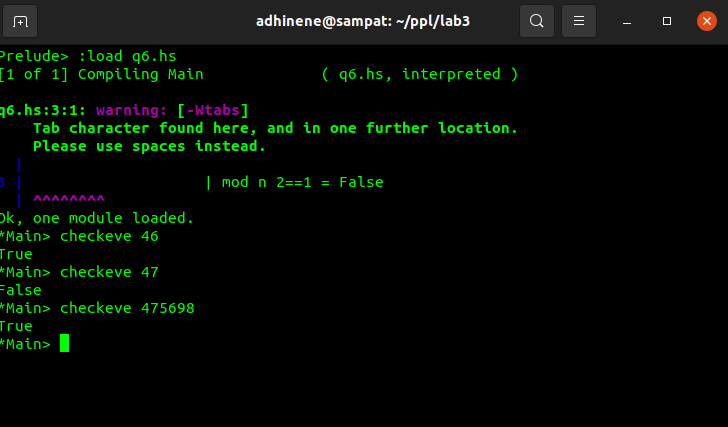 adhinene@sampat: ~/ppl/lab3
Prelude> :load q6.hs
[1 of 1] Compiling Main             ( q6.hs, interpreted )
q6.hs:3:1: warning: [-Wtabs]
    Tab character found here, and in one further location.
    Please use spaces instead.
  |
3 |                     | mod n 2==1 = False
  | ^^^^^^^^
Ok, one module loaded.
*Main> checkeve 46
True
*Main> checkeve 47
False
*Main> checkeve 475698
True
*Main>